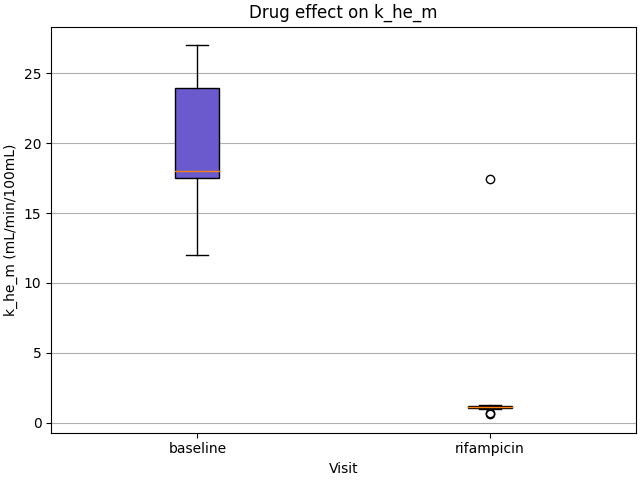 Drug effect on k_he_m
k_he_m (mL/min/100mL)
25
20
15
10
5
0
baseline
rifampicin
Visit